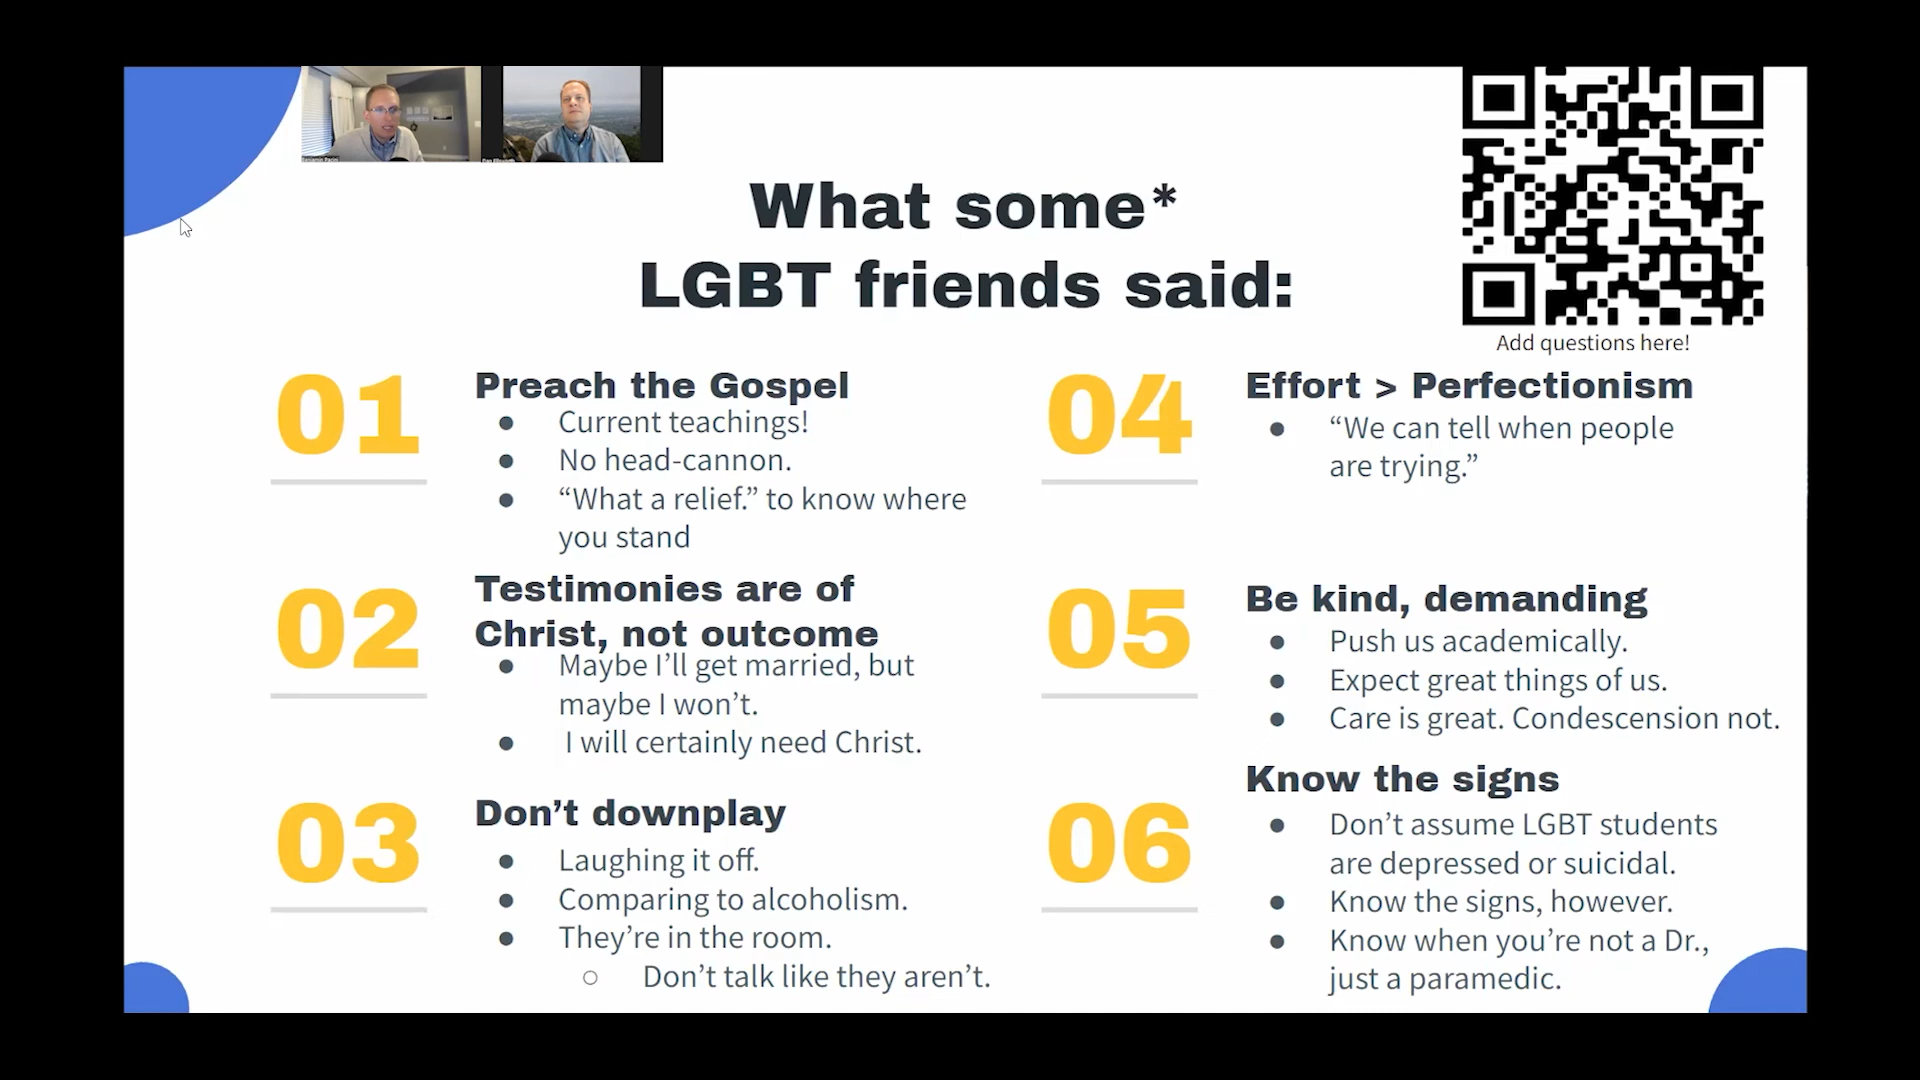 What some*
LGBT friends said:
Add questions here!
01
Preach the Gospel
● Current teachings!
● No head-cannon.
● “What a relief.” to know where
you stand
02
Testimonies are of
Christ, not outcome
● Maybe I’ll get married, but
maybe I won’t.
● I will certainly need Christ.
03
Don’t downplay
● Laughing it off.
● Comparing to alcoholism.
● They’re in the room.
○ Don’t talk like they aren’t.
04
Effort > Perfectionism
● “We can tell when people
are trying.”
05
Be kind, demanding
● Push us academically.
● Expect great things of us.
● Care is great. Condescension not.
06
Know the signs
● Don’t assume LGBT students
are depressed or suicidal.
● Know the signs, however.
● Know when you’re not a Dr.,
just a paramedic.